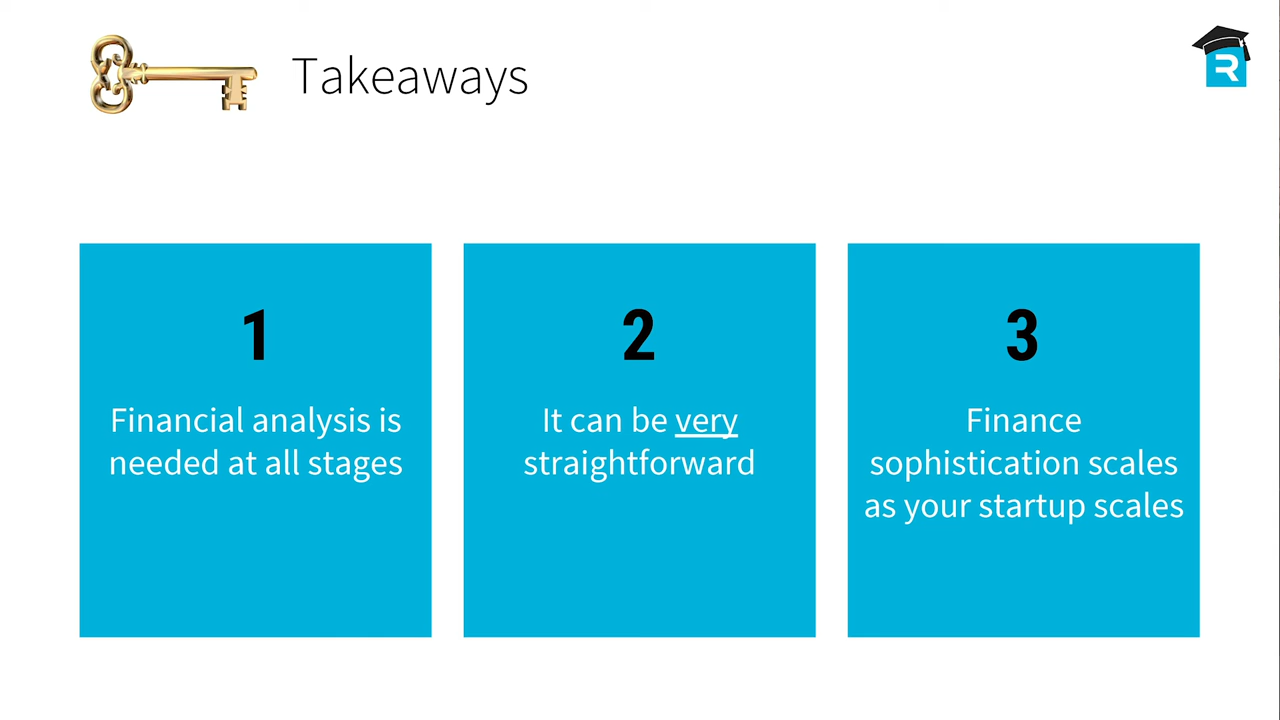 Takeaways
R
1
Financial analysis is
needed at all stages
2
It can be very
straightforward
3
Finance
sophistication scales
as your startup scales